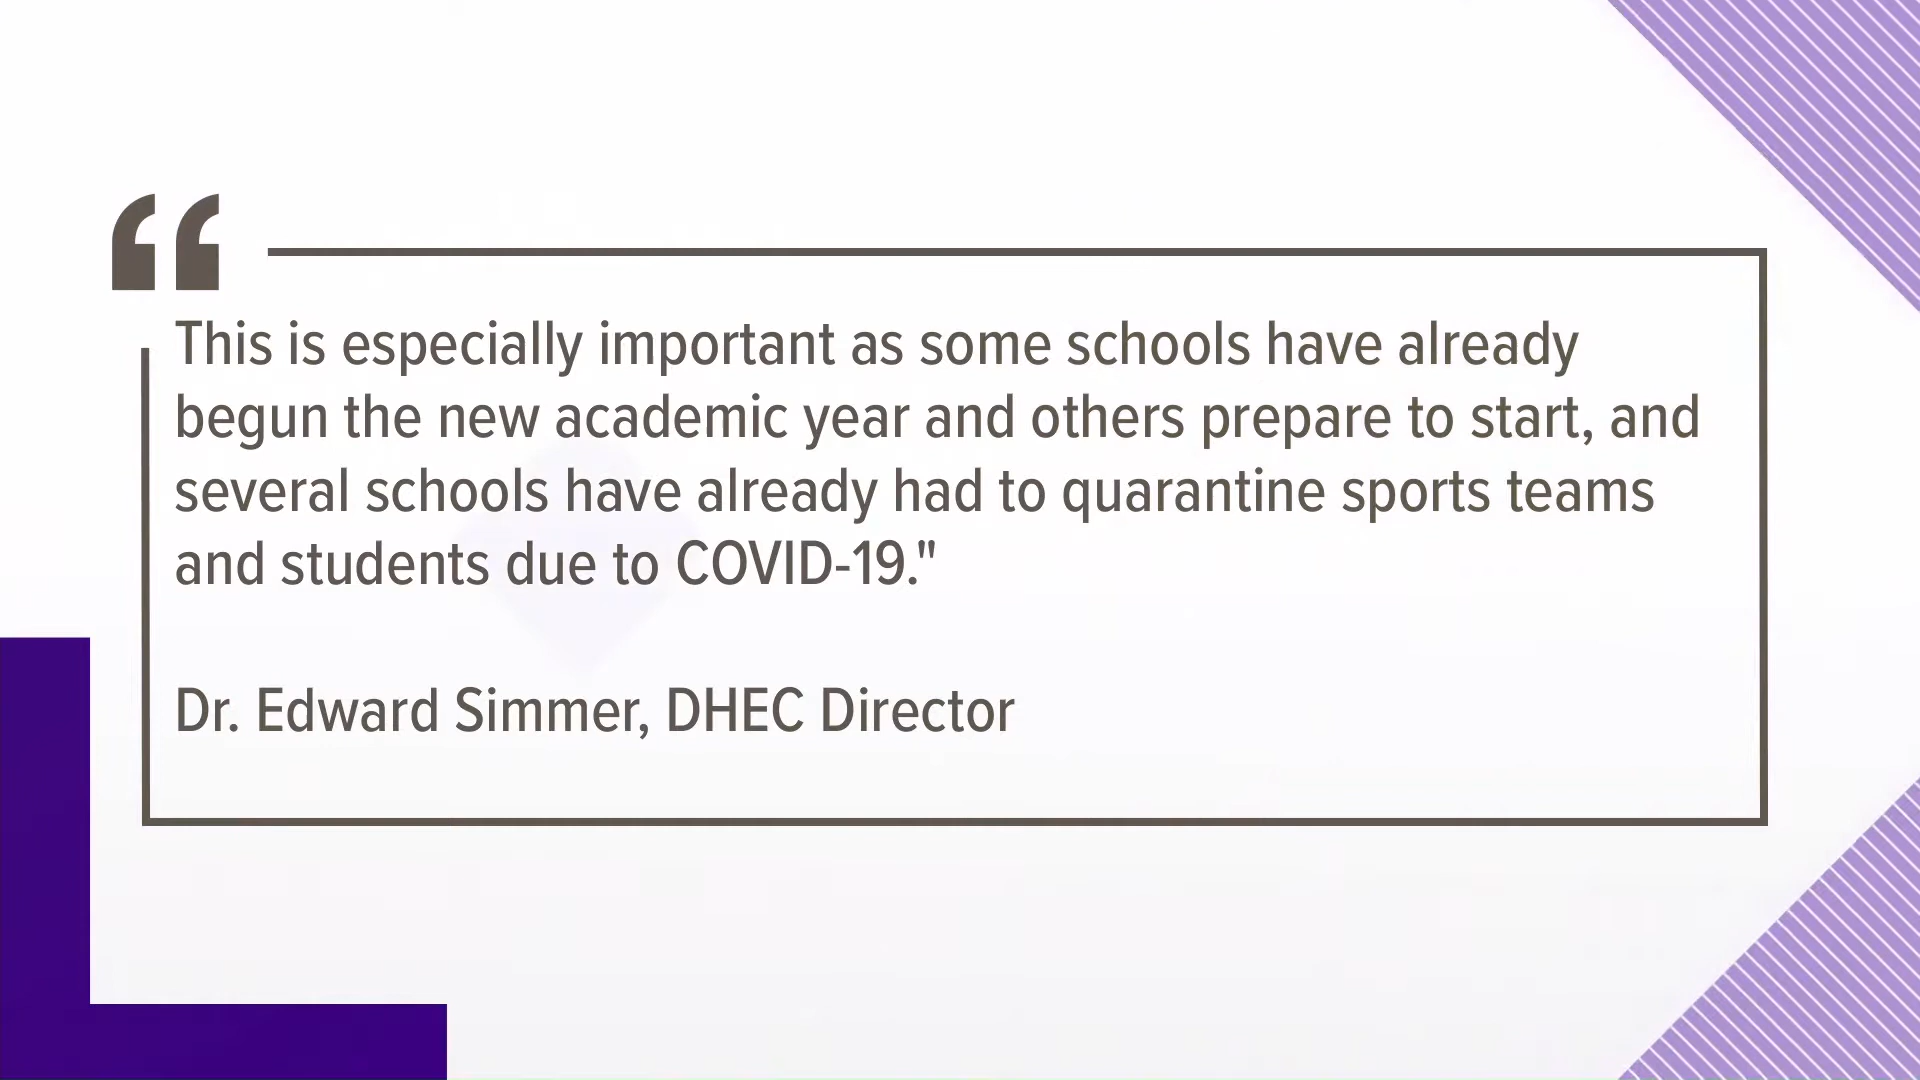 “
This is especially important as some schools have already
begun the new academic year and others prepare to start, and
several schools have already had to quarantine sports teams
and students due to COVID-19."
Dr. Edward Simmer, DHEC Director